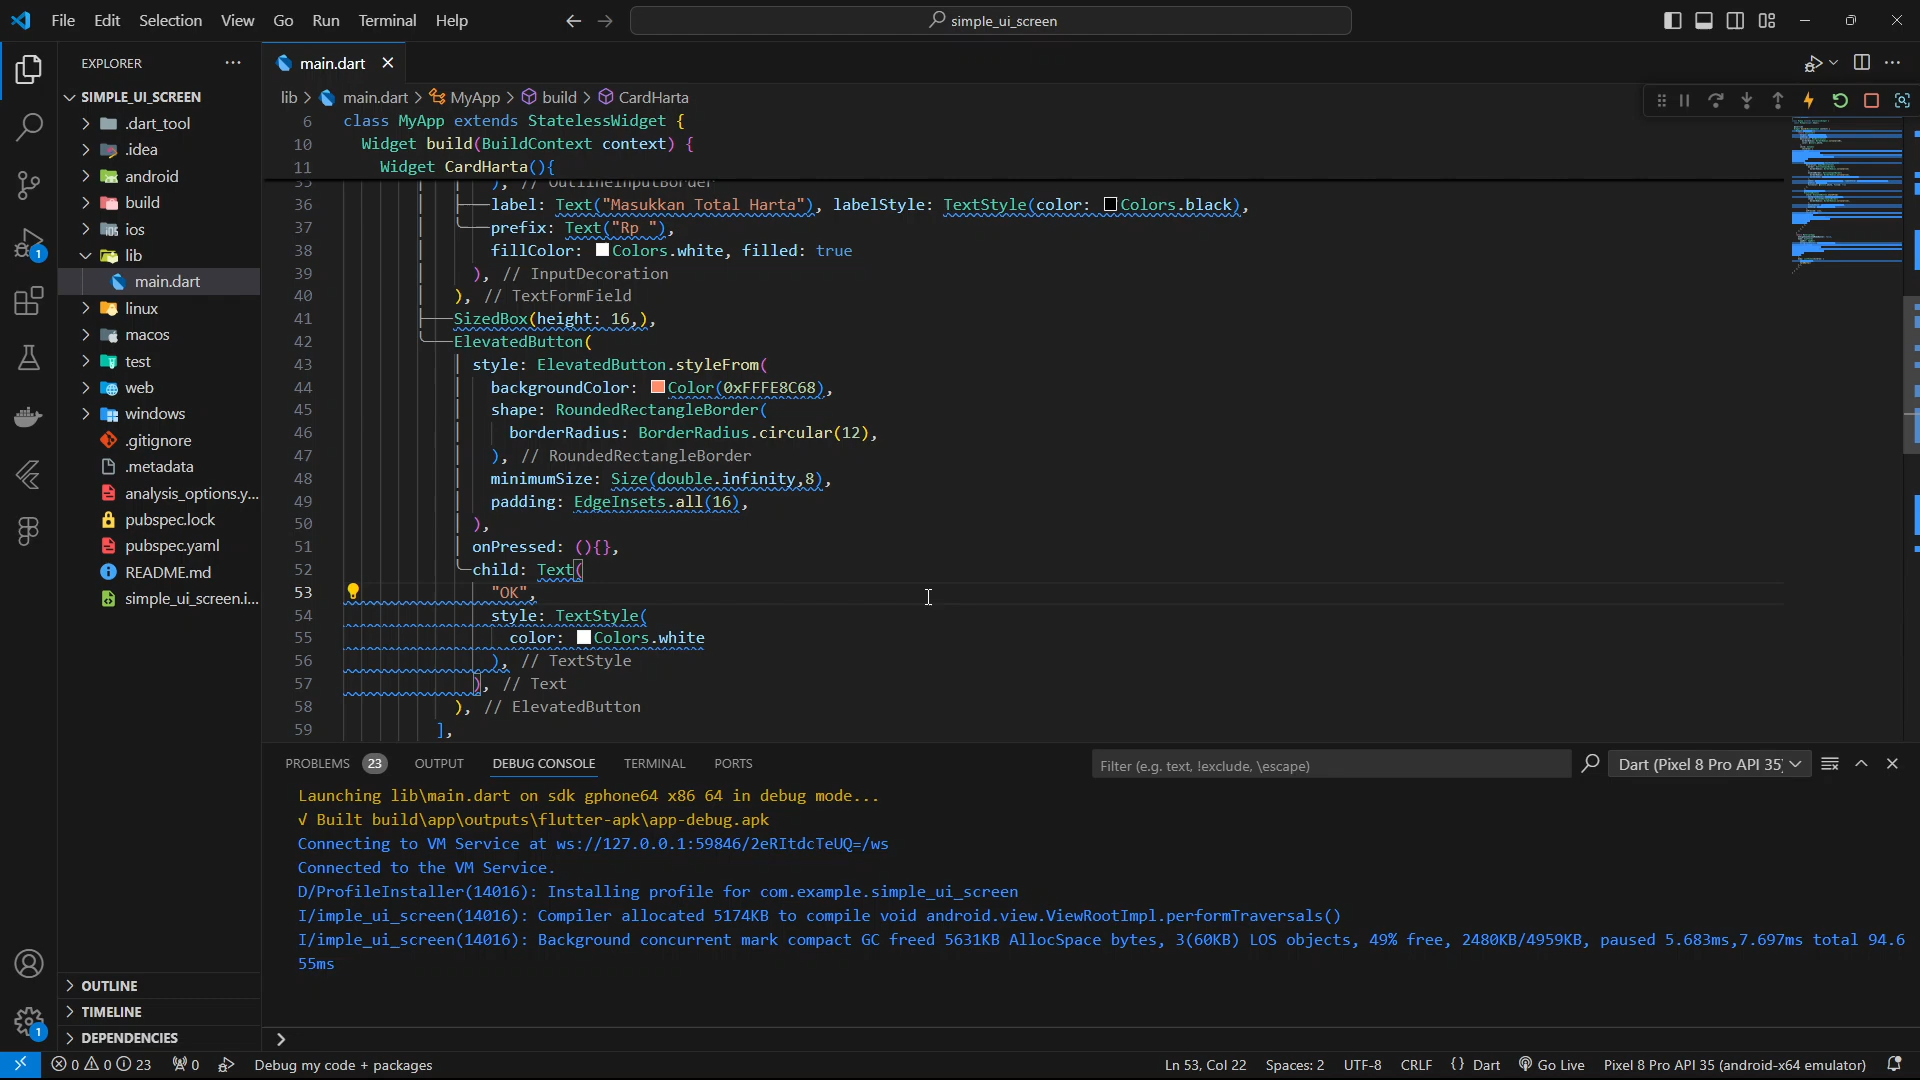 File Edit Selection View Go Run Terminal Help
simple_ui_screen
EXPLORER
main.dart
SIMPLE_UI_SCREEN
.dart_tool
.idea
android
build
ios
lib
main.dart
linux
macos
test
web
windows
.gitignore
.metadata
analysis_options.y...
pubspec.lock
pubspec.yaml
README.md
simple_ui_screen.i...
OUTLINE
TIMELINE
DEPENDENCIES
1
1
lib > main.dart > MyApp > build > CardHarta
6 class MyApp extends StatelessWidget {
10 Widget build(BuildContext context) {
11 Widget CardHarta(){
35 ), // OutlineInputBorder
36 label: Text("Masukkan Total Harta"), labelStyle: TextStyle(color: Colors.black),
37 prefix: Text("Rp "),
38 fillColor: Colors.white, filled: true
39 ), // InputDecoration
40 ), // TextFormField
41 SizedBox(height: 16,),
42 ElevatedButton(
43 style: ElevatedButton.styleFrom(
44 backgroundColor: Color(0xFFFE8C68),
45 shape: RoundedRectangleBorder(
46 borderRadius: BorderRadius.circular(12),
47 ), // RoundedRectangleBorder
48 minimumSize: Size(double.infinity,8),
49 padding: EdgeInsets.all(16),
50 ),
51 onPressed: (){},
52 child: Text(
53 "OK",
54 style: TextStyle(
55 color: Colors.white
56 ), // TextStyle
57 ), // Text
58 ), // ElevatedButton
59 ],
PROBLEMS 23 OUTPUT DEBUG CONSOLE TERMINAL PORTS
Filter (e.g. text, !exclude, \escape)
Dart (Pixel 8 Pro API 35)
Launching lib\main.dart on sdk gphone64 x86 64 in debug mode...
√ Built build\app\outputs\flutter-apk\app-debug.apk
Connecting to VM Service at ws://127.0.0.1:59846/2eRItdcTeUQ=/ws
Connected to the VM Service.
D/ProfileInstaller(14016): Installing profile for com.example.simple_ui_screen
I/imple_ui_screen(14016): Compiler allocated 5174KB to compile void android.view.ViewRootImpl.performTraversals()
I/imple_ui_screen(14016): Background concurrent mark compact GC freed 5631KB AllocSpace bytes, 3(60KB) LOS objects, 49% free, 2480KB/4959KB, paused 5.683ms,7.697ms total 94.6
55ms
0 0 23 0 Debug my code + packages
Ln 53, Col 22 Spaces: 2 UTF-8 CRLF {} Dart Go Live Pixel 8 Pro API 35 (android-x64 emulator)